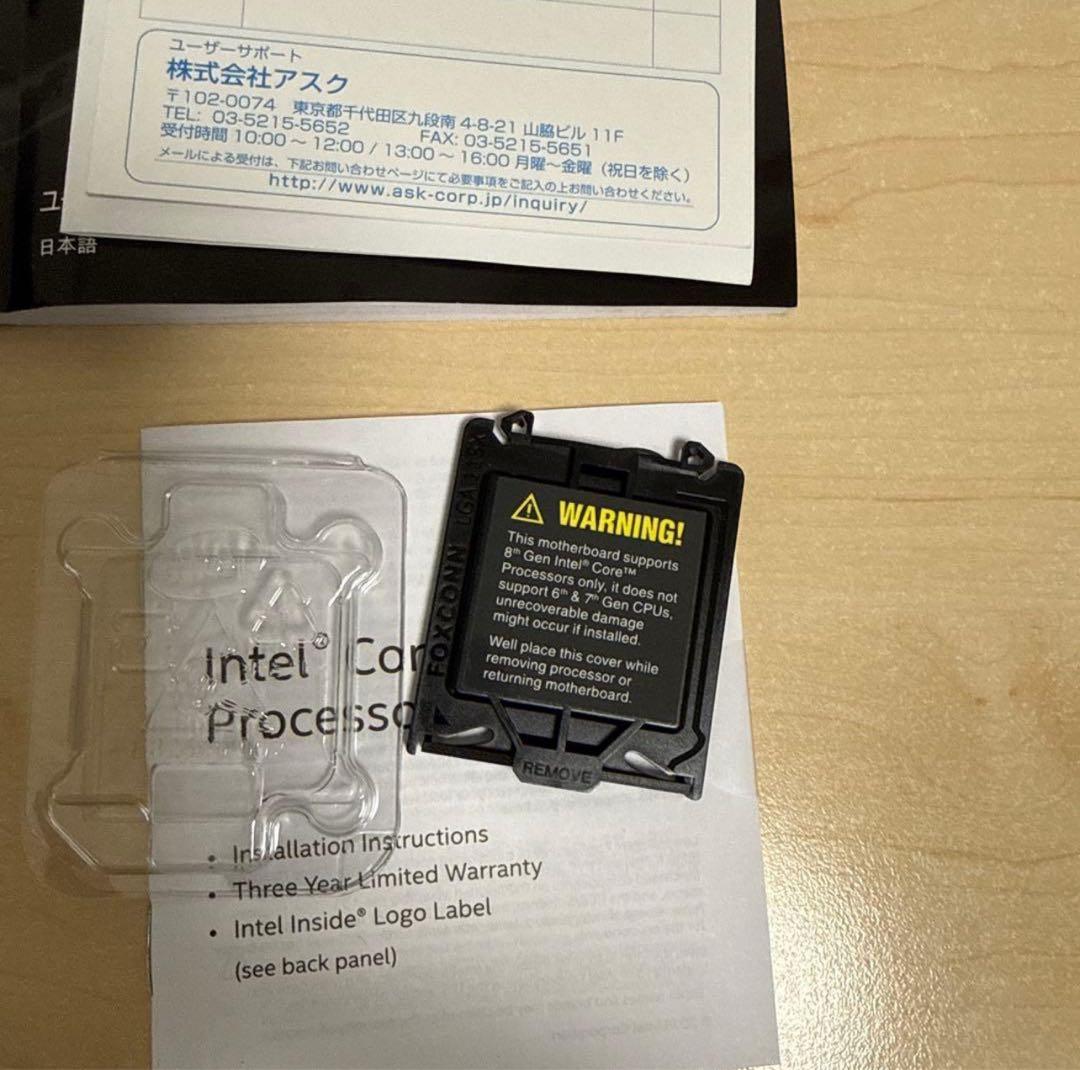 ユーザーサポート
株式会社アスク
〒102-0074 東京都千代田区九段南 4-8-21 山脇ビル 11F
TEL: 03-5215-5652 FAX: 03-5215-5651
受付時間 10:00 ～ 12:00 / 13:00 ～ 16:00 月曜～金曜（祝日を除く）
メールによる受付は、下記お問い合わせページにて必要事項をご記入の上お問い合わせください。
http://www.ask-corp.jp/inquiry/
ユ
日本語
FOXCONN LGA115X
WARNING!
This motherboard supports
8th Gen Intel® Core™
Processors only, it does not
support 6th & 7th Gen CPUs,
unrecoverable damage
might occur if installed.
Well place this cover while
removing processor or
returning motherboard.
REMOVE
Intel® Cor
Processo
• Installation Instructions
• Three Year Limited Warranty
• Intel Inside® Logo Label
(see back panel)